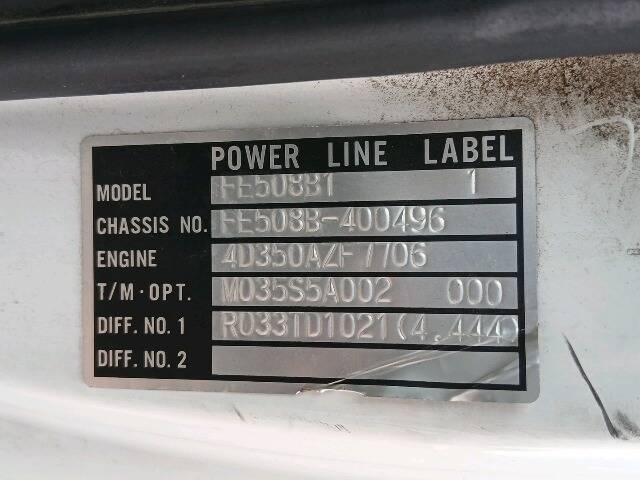 POWER LINE LABEL
MODEL FE508B1 1
CHASSIS NO. FE508B-400496
ENGINE 4D350AZF7706
T/M·OPT. M035S5A002 000
DIFF. NO. 1 R033TD1021(4.444)
DIFF. NO. 2